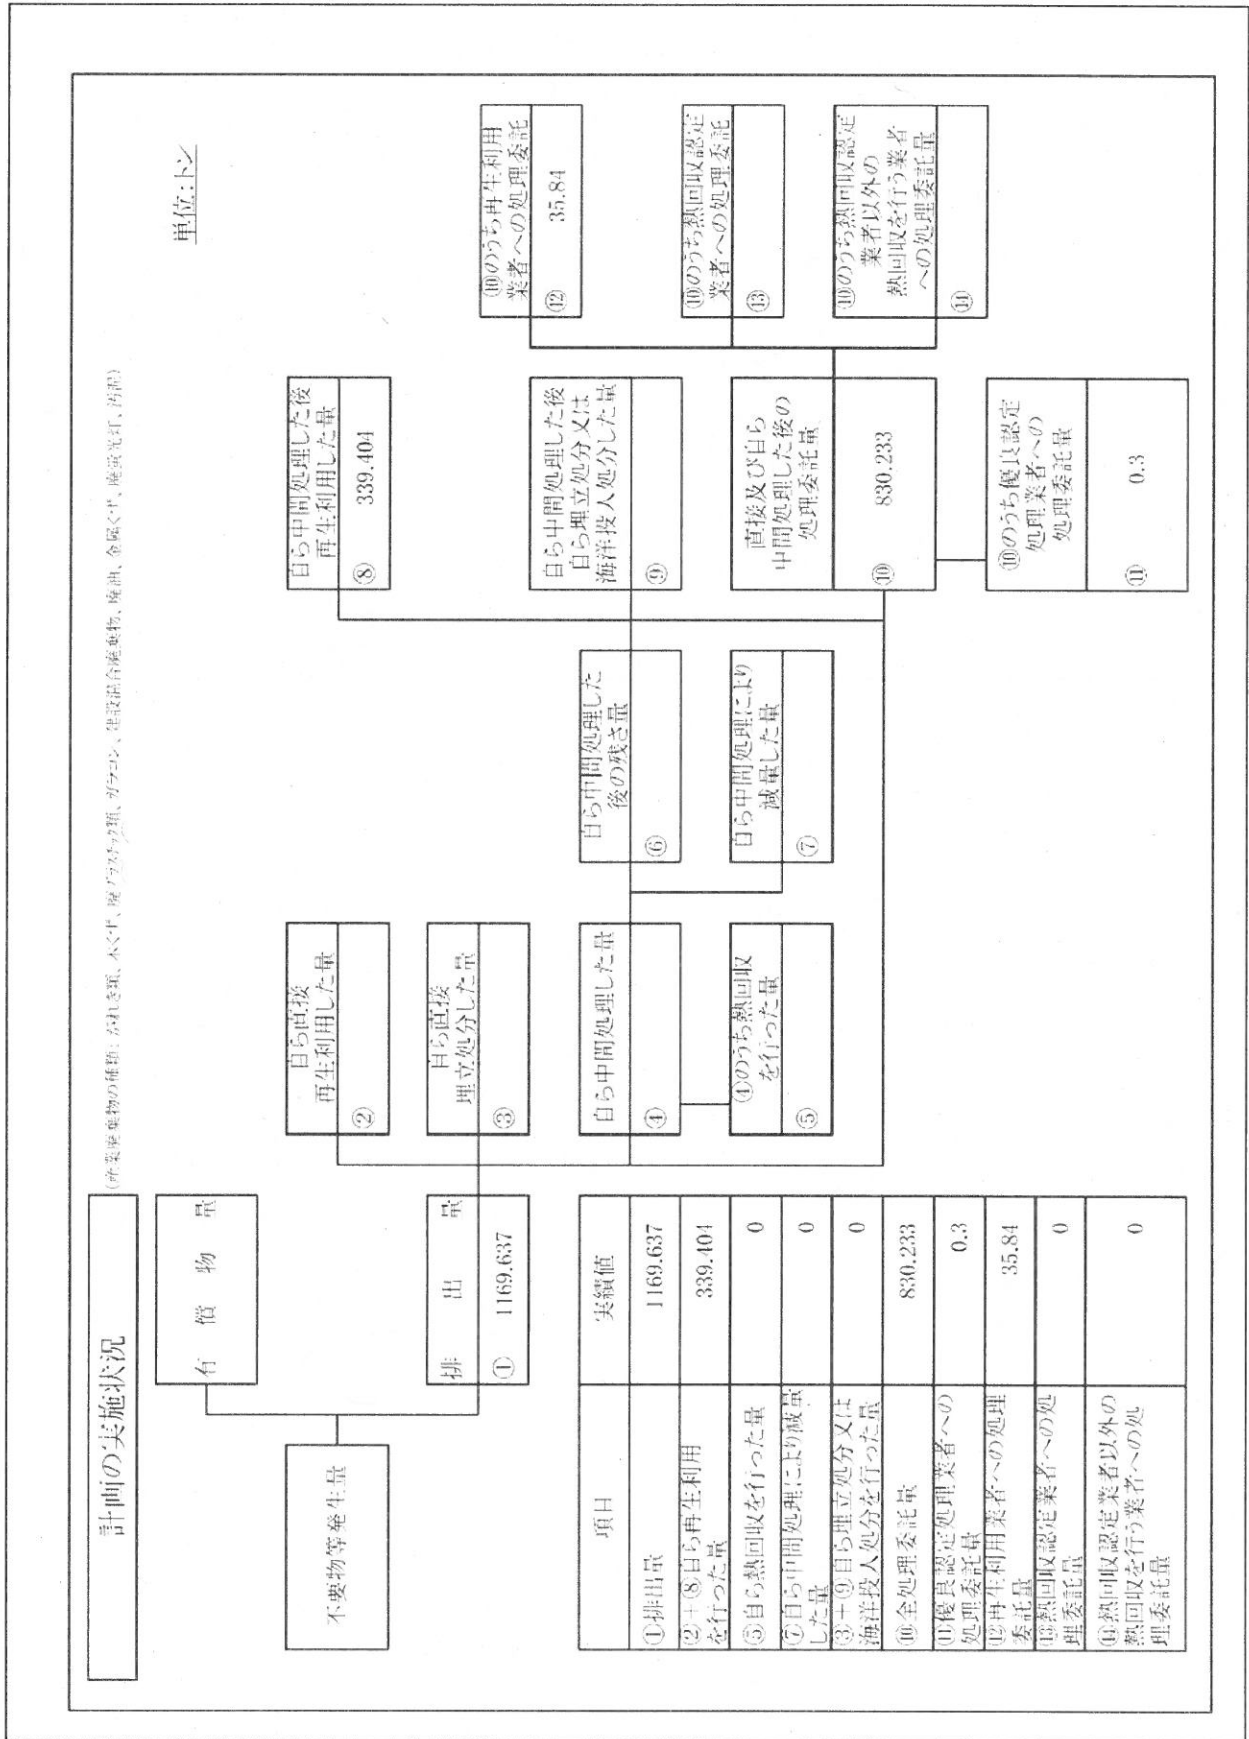 計画の実施状況
(産業廃棄物の種類:がれき類、木くず、廃プラスチック類、ガラコン、建設混合廃棄物、廃油、金属くず、廃蛍光灯、汚泥)
単位:トン
不要物等発生量
有償物量
排出量
① 1169.637
自ら直接
再生利用した量
②
自ら直接
埋立処分した量
③
自ら中間処理した量
④
④のうち熱回収
を行った量
⑤
自ら中間処理した
後の残さ量
⑥
自ら中間処理により
減量した量
⑦
自ら中間処理した後
再生利用した量
⑧ 339.404
自ら中間処理した後
自ら埋立処分又は
海洋投入処分した量
⑨
直接及び自ら
中間処理した後の
処理委託量
⑩ 830.233
⑩のうち優良認定
処理業者への
処理委託量
⑪ 0.3
⑩のうち再生利用
業者への処理委託
⑫ 35.84
⑩のうち熱回収認定
業者への処理委託
⑬
⑩のうち熱回収認定
業者以外の
熱回収を行う業者
への処理委託量
⑭
項目 実績値
①排出量 1169.637
②+⑧自ら再生利用
を行った量 339.404
⑤自ら熱回収を行った量 0
⑦自ら中間処理により減量
した量 0
③+⑨自ら埋立処分又は
海洋投入処分を行った量 0
⑩全処理委託量 830.233
⑪優良認定処理業者への
処理委託量 0.3
⑫再生利用業者への処理
委託量 35.84
⑬熱回収認定業者への処
理委託量 0
⑭熱回収認定業者以外の
熱回収を行う業者への処
理委託量 0